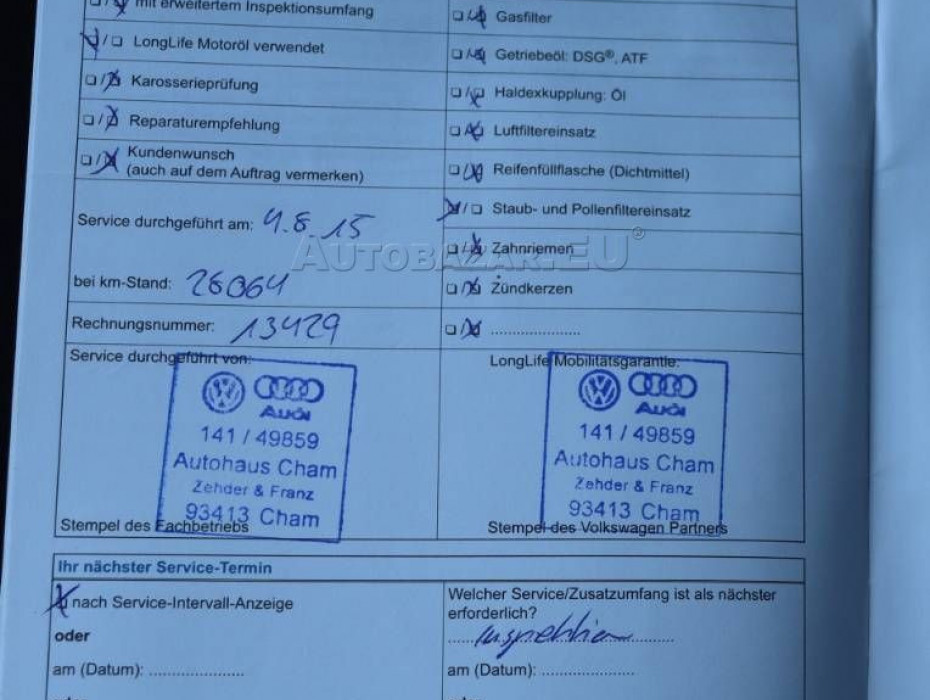 mit erweitertem Inspektionsumfang
LongLife Motoröl verwendet
Karosserieprüfung
Reparaturempfehlung
Kundenwunsch
(auch auf dem Auftrag vermerken)
Service durchgeführt am: 4.8.15
bei km-Stand: 28064
Rechnungsnummer: 13429
Gasfilter
Getriebeöl: DSG®, ATF
Haldexkupplung: Öl
Luftfiltereinsatz
Reifenfüllflasche (Dichtmittel)
Staub- und Pollenfiltereinsatz
Zahnriemen
Zündkerzen
AUTOBAZAR.EU®
Service durchgeführt von:
Audi
141 / 49859
Autohaus Cham
Zehder & Franz
93413 Cham
Stempel des Fachbetriebs
LongLife Mobilitätsgarantie:
Audi
141 / 49859
Autohaus Cham
Zehder & Franz
93413 Cham
Stempel des Volkswagen Partners
Ihr nächster Service-Termin
nach Service-Intervall-Anzeige
oder
am (Datum):
Welcher Service/Zusatzumfang ist als nächster
erforderlich?
Inspektion
am (Datum):